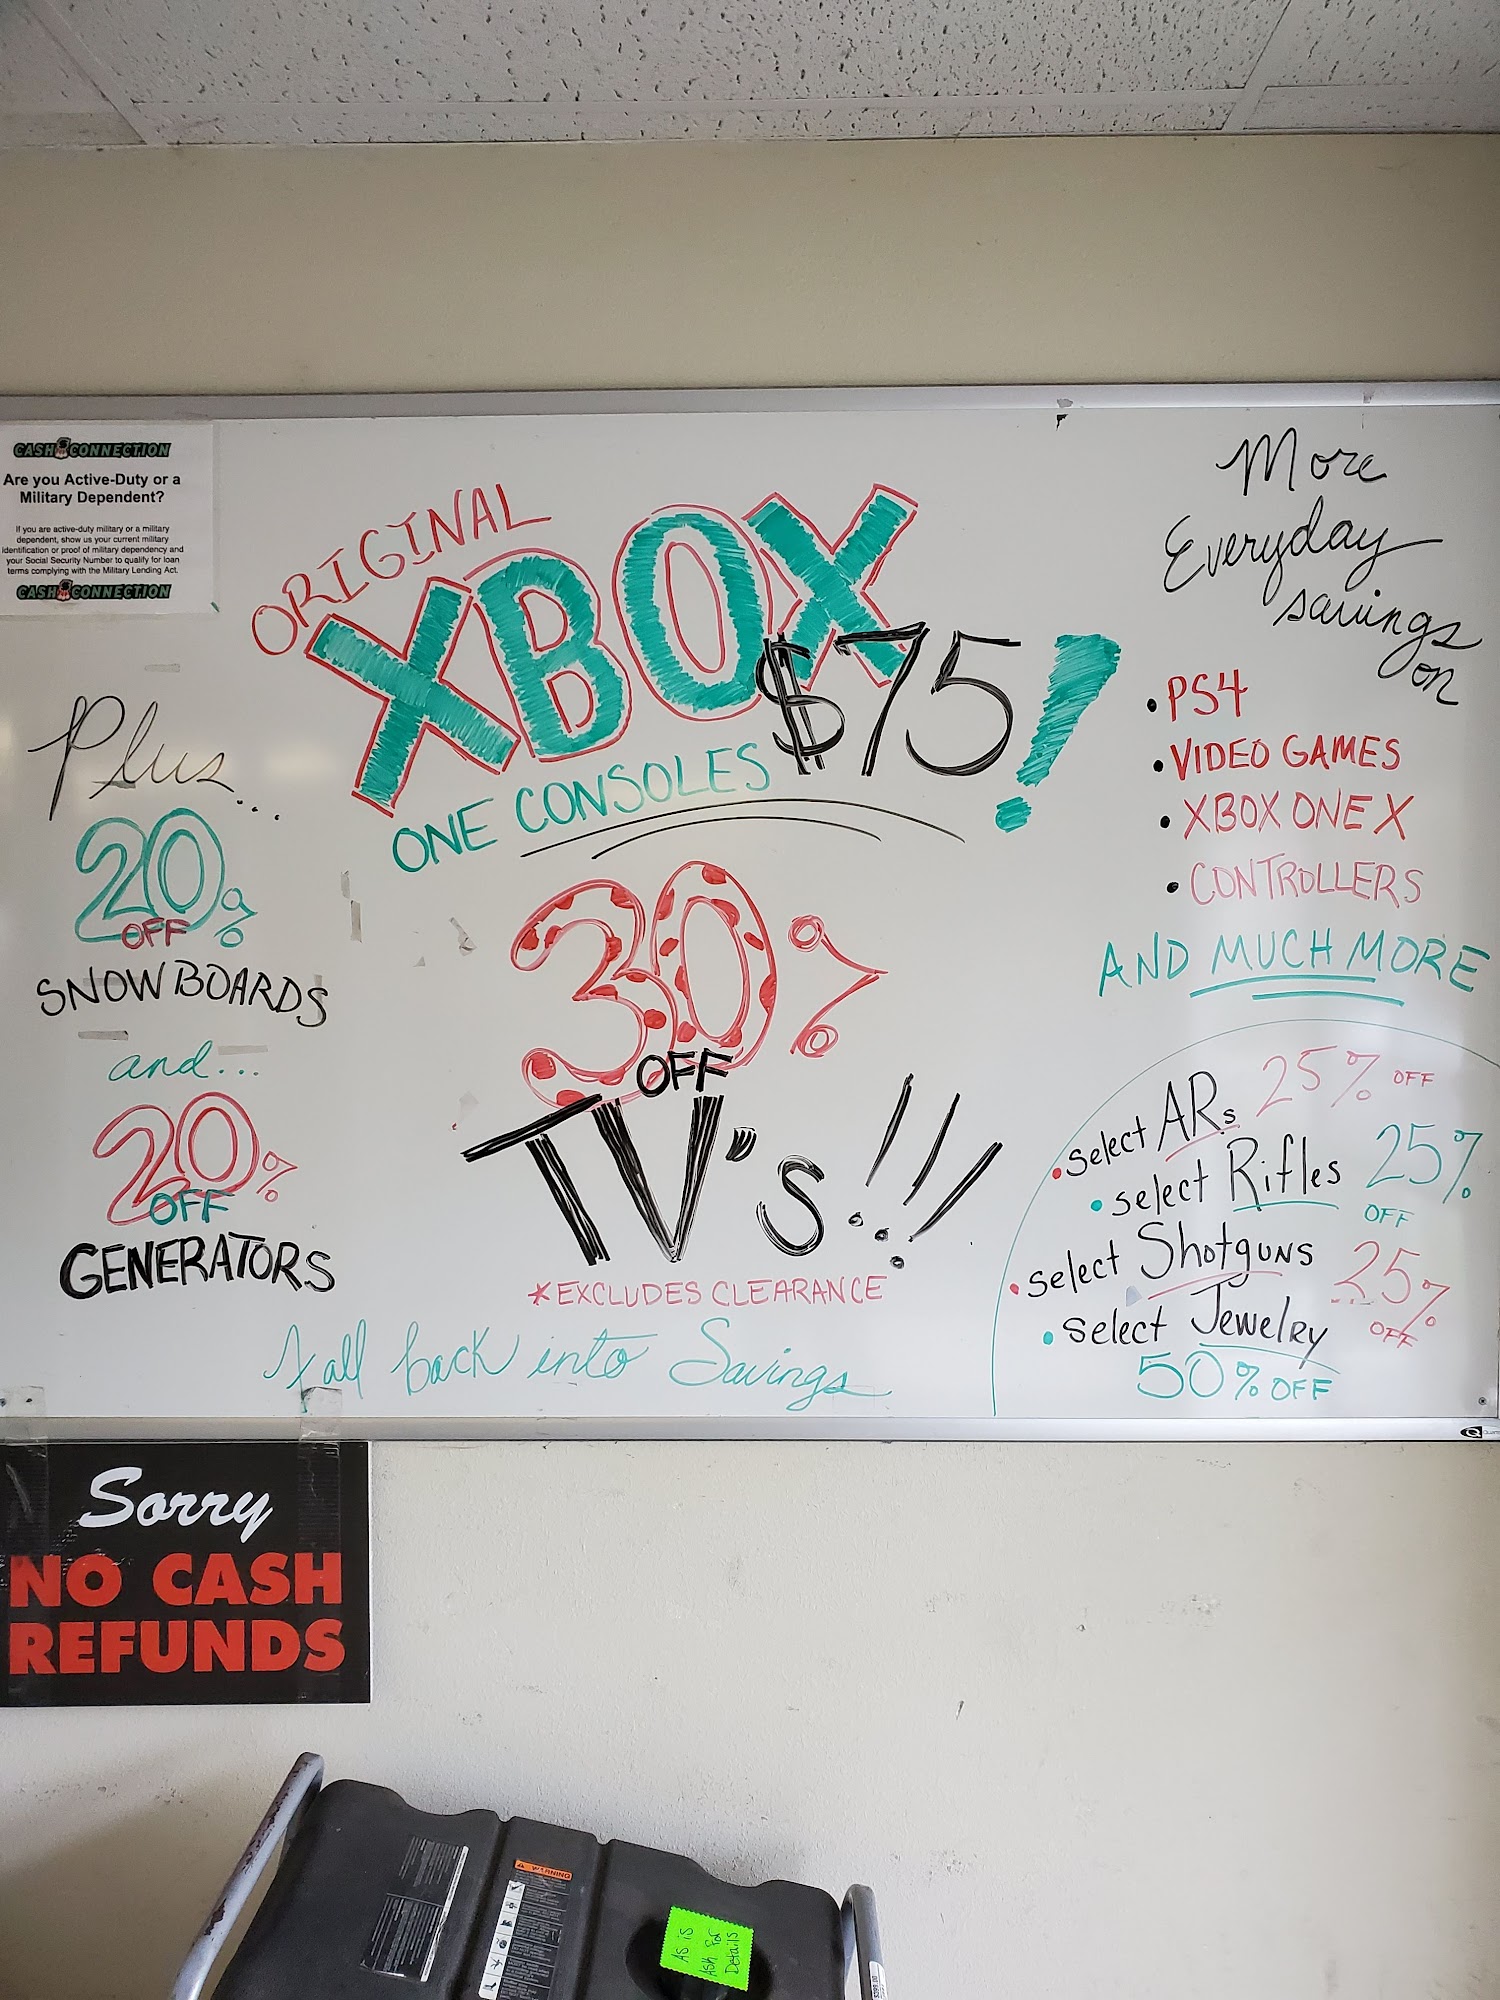 CASH CONNECTION
Are you Active-Duty or a
Military Dependent?
If you are active-duty military or a military
dependent, show us your current military
identification or proof of military dependency and
your Social Security Number to qualify for loan
terms complying with the Military Lending Act.
CASH CONNECTION
ORIGINAL
XBOX
ONE CONSOLES
$75!
Plus...
20%
OFF
SNOWBOARDS
and...
20%
OFF
GENERATORS
30%
OFF
TV's!!!
*EXCLUDES CLEARANCE
Fall back into Savings
More
Everyday
savings
on
• PS4
• VIDEO GAMES
• XBOX ONE X
• CONTROLLERS
AND MUCH MORE
• select ARs 25% OFF
• select Rifles 25%
OFF
• select Shotguns 25%
OFF
• select Jewelry
50% OFF
Sorry
NO CASH
REFUNDS
WARNING
AS iS
ASK For
Details